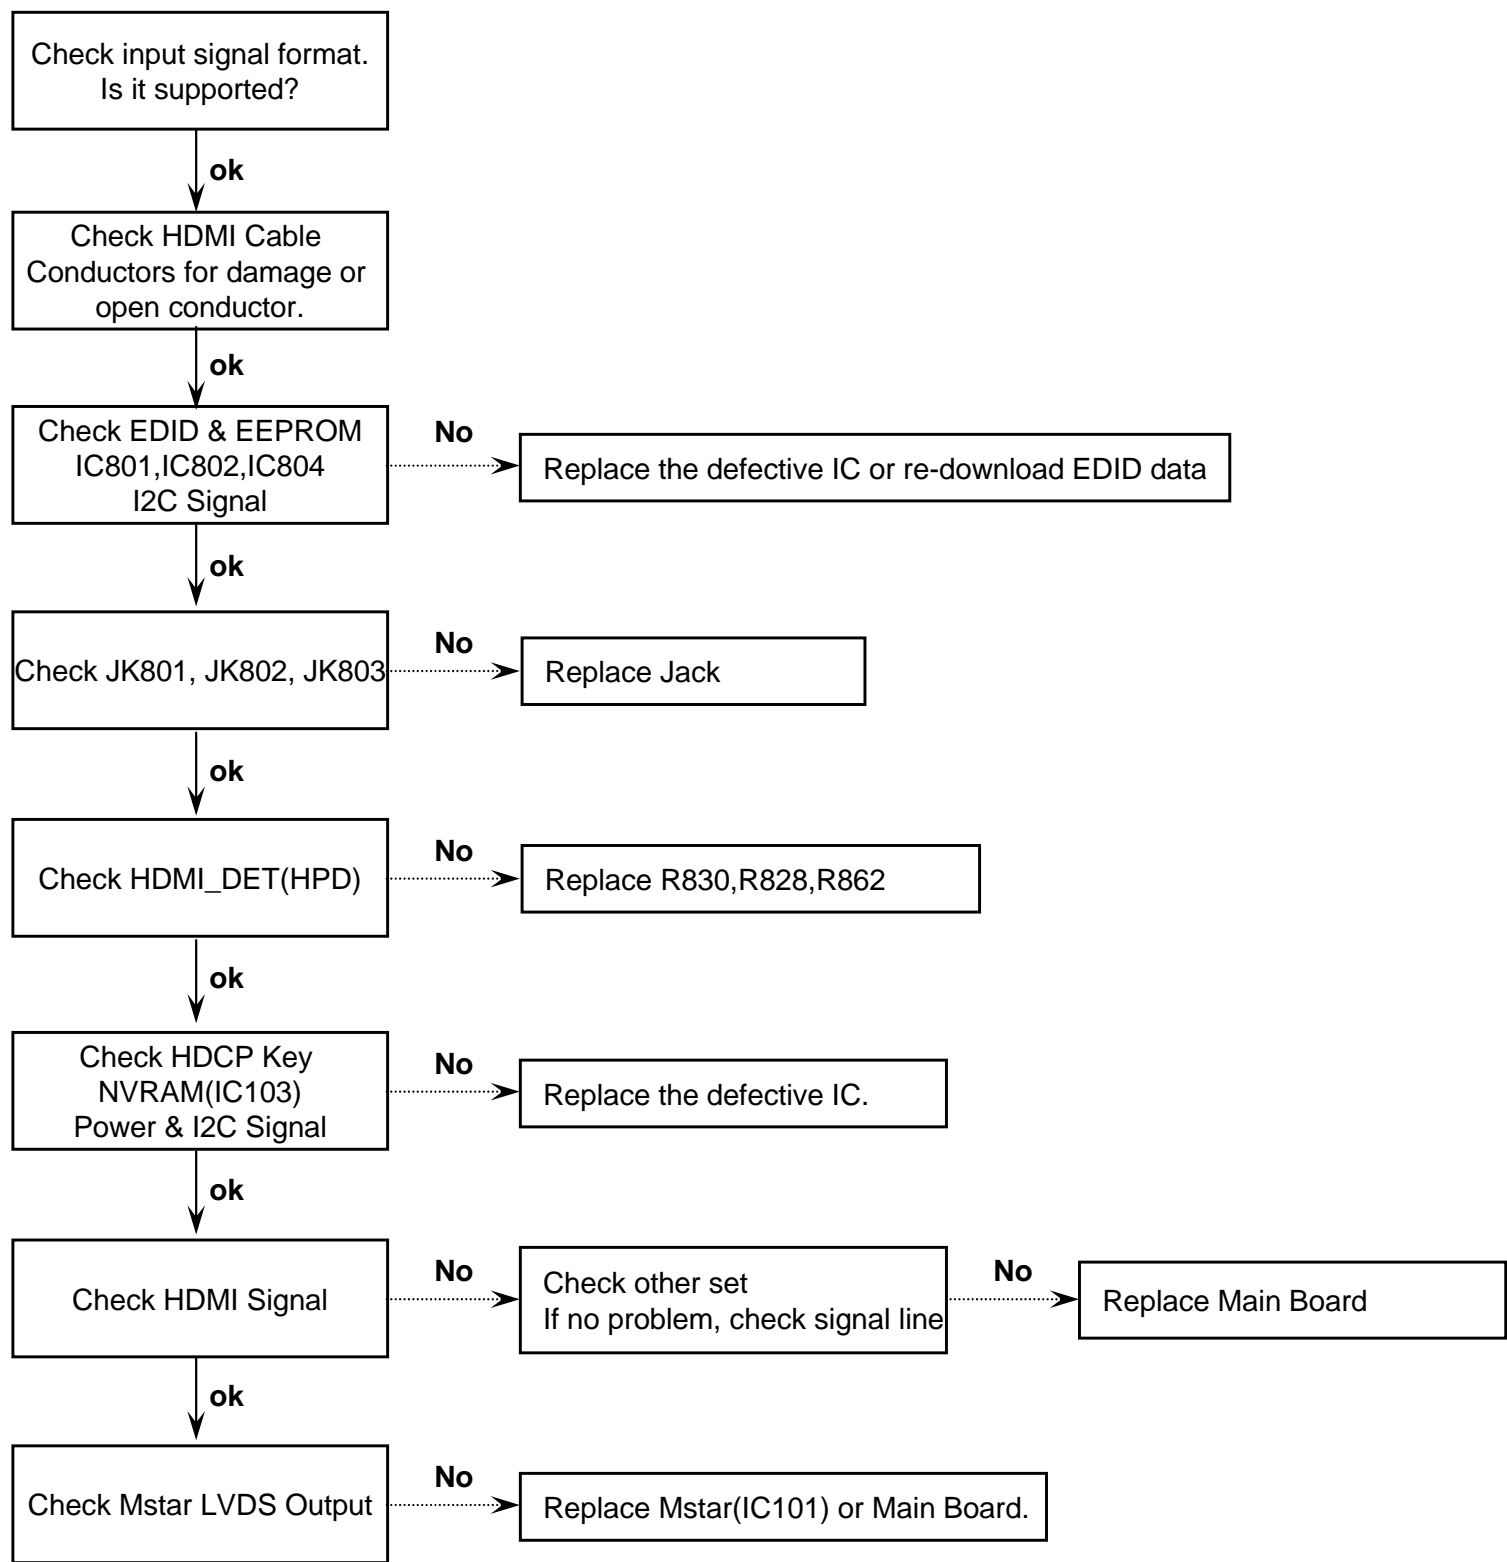 Check input signal format.
Is it supported?
ok
Check HDMI Cable
Conductors for damage or
open conductor.
ok
Check EDID & EEPROM
IC801,IC802,IC804
I2C Signal
No
Replace the defective IC or re-download EDID data
ok
Check JK801, JK802, JK803
No
Replace Jack
ok
Check HDMI_DET(HPD)
No
Replace R830,R828,R862
ok
Check HDCP Key
NVRAM(IC103)
Power & I2C Signal
No
Replace the defective IC.
ok
Check HDMI Signal
No
Check other set
If no problem, check signal line
No
Replace Main Board
ok
Check Mstar LVDS Output
No
Replace Mstar(IC101) or Main Board.